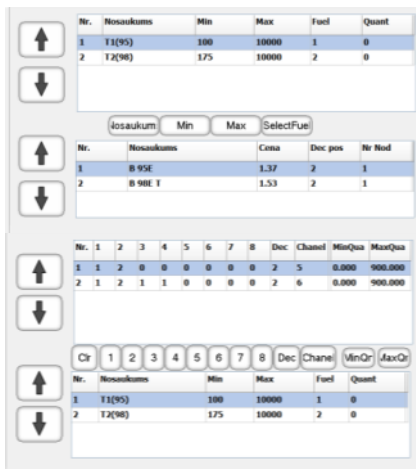 Nr. Nosaukums Min Max Fuel Quant
1 T1(95) 100 10000 1 0
2 T2(98) 175 10000 2 0
Nosaukum Min Max SelectFuel
Nr. Nosaukums Cena Dec pos Nr Nod
1 B 95E 1.37 2 1
2 B 98E T 1.53 2 1
Nr. 1 2 3 4 5 6 7 8 Dec Chanel MinQua MaxQua
1 1 2 0 0 0 0 0 0 2 5 0.000 900.000
2 1 2 1 1 0 0 0 0 2 6 0.000 900.000
Clr 1 2 3 4 5 6 7 8 Dec Chanel MinQr MaxQr
Nr. Nosaukums Min Max Fuel Quant
1 T1(95) 100 10000 1 0
2 T2(98) 175 10000 2 0